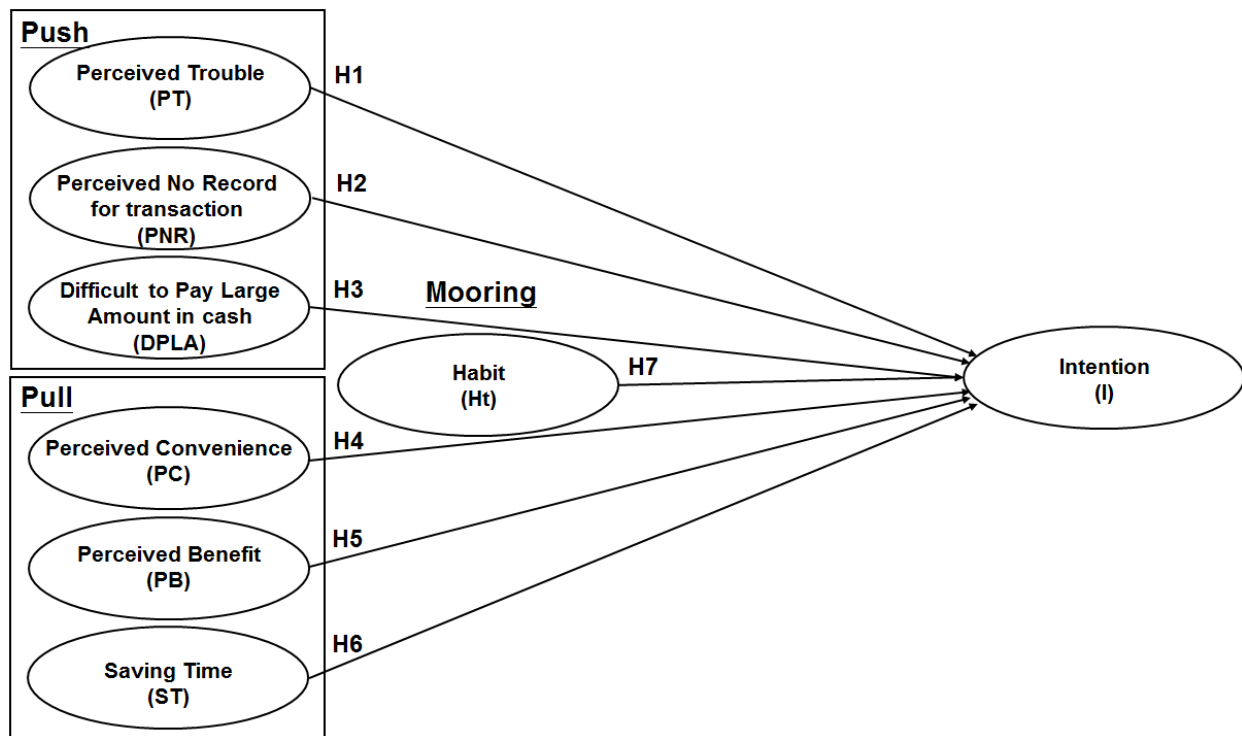 Push
Perceived Trouble
(PT)
H1
Perceived No Record
for transaction
(PNR)
H2
Difficult to Pay Large
Amount in cash
(DPLA)
H3
Mooring
Habit
(Ht)
H7
Intention
(I)
Pull
Perceived Convenience
(PC)
H4
Perceived Benefit
(PB)
H5
Saving Time
(ST)
H6